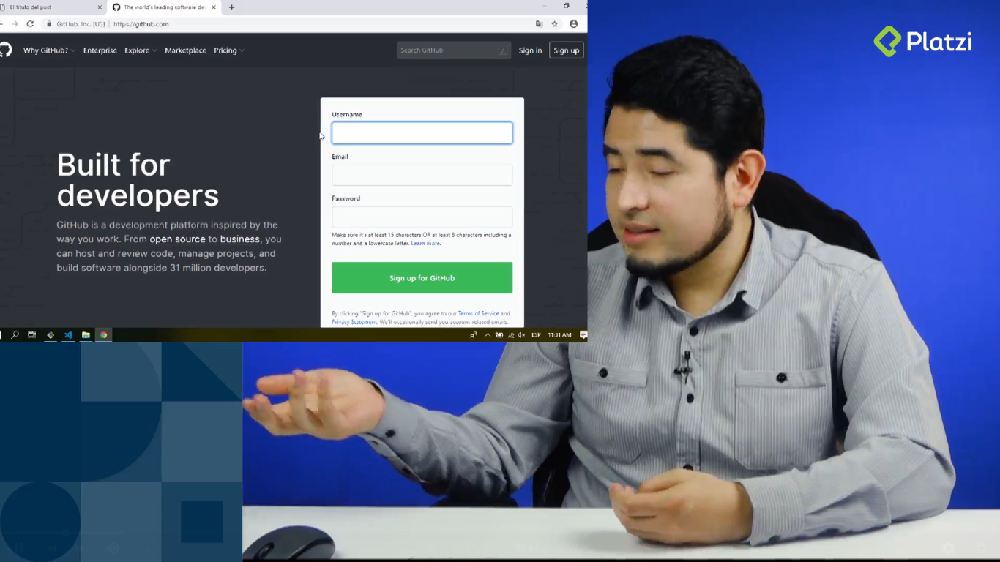 El título del post
The world's leading software de
GitHub, Inc. [US]
https://github.com
Why GitHub?
Enterprise
Explore
Marketplace
Pricing
Search GitHub
/
Sign in
Sign up
Platzi
Built for
developers
GitHub is a development platform inspired by the
way you work. From open source to business, you
can host and review code, manage projects, and
build software alongside 31 million developers.
Username
Email
Password
Make sure it's at least 15 characters OR at least 8 characters including a
number and a lowercase letter. Learn more.
Sign up for GitHub
By clicking "Sign up for GitHub", you agree to our Terms of Service and
Privacy Statement. We'll occasionally send you account-related emails.
ESP
11:31 AM